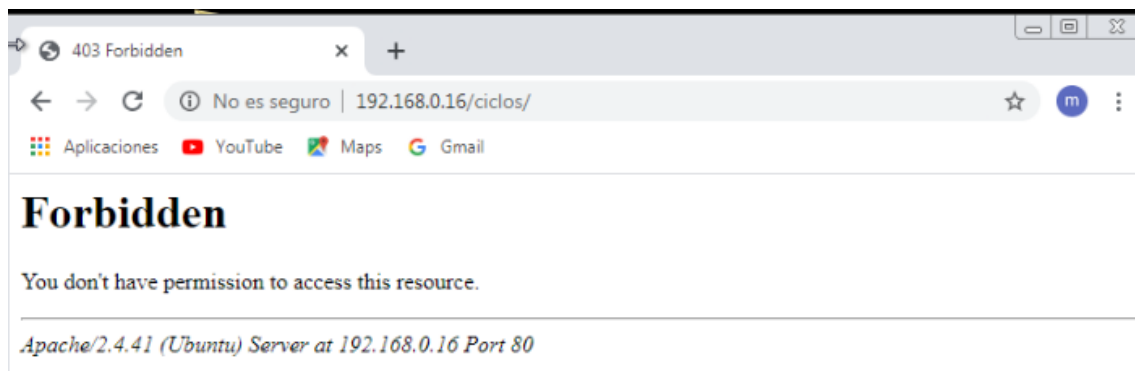 403 Forbidden
No es seguro | 192.168.0.16/ciclos/
m
Aplicaciones YouTube Maps Gmail
Forbidden
You don't have permission to access this resource.
Apache/2.4.41 (Ubuntu) Server at 192.168.0.16 Port 80